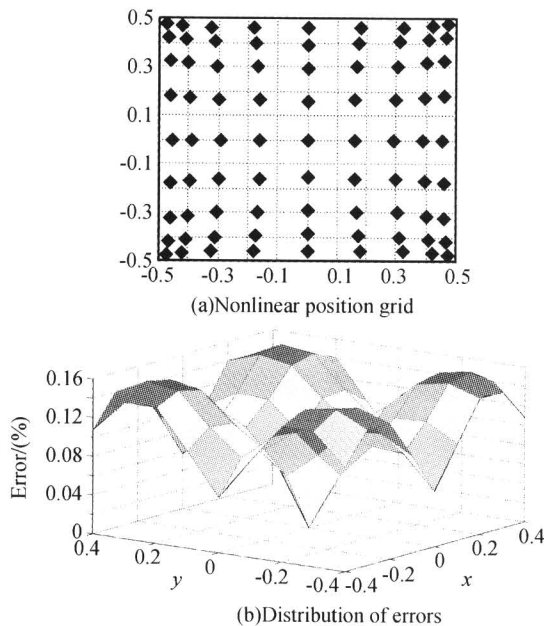 0.5
0.3
0.1
-0.1
-0.3
-0.5
-0.5 -0.3 -0.1 0.1 0.3 0.5
(a)Nonlinear position grid
0.16
0.12
0.08
0.04
0
Error/(%)
0.4 0.2 0 -0.2 -0.4
y
-0.4 -0.2 0 0.2 0.4
x
(b)Distribution of errors